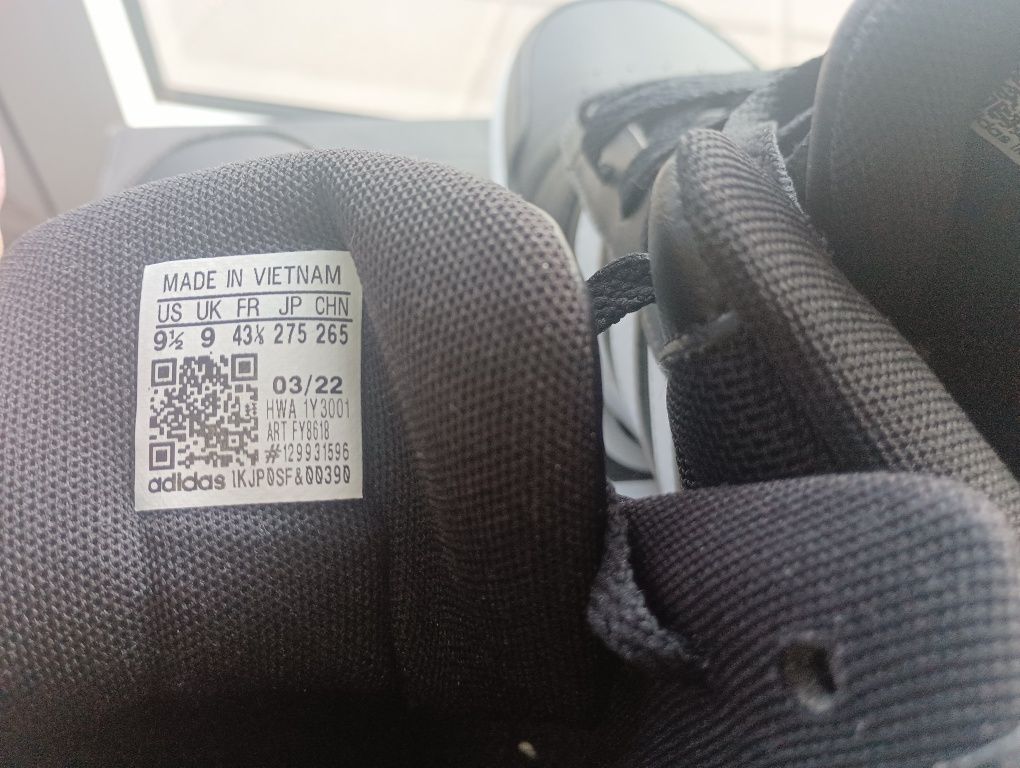 MADE IN VIETNAM
US UK FR JP CHN
9½ 9 43⅓ 275 265
03/22
HWA 1Y3001
ART FY8618
#129931596
adidas 1KJP0SF&00390